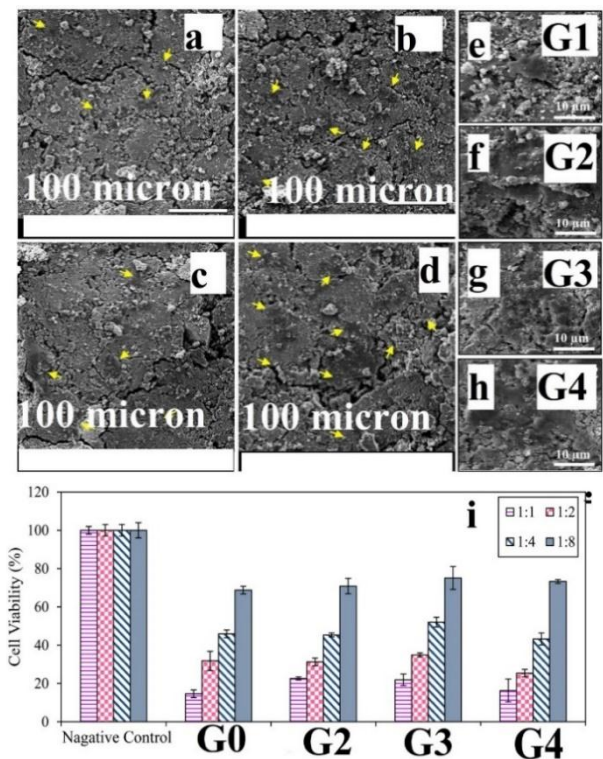 a
100 micron
b
100 micron
c
100 micron
d
100 micron
e G1
10 µm
f G2
10 µm
g G3
10 µm
h G4
10 µm
i
1:1 1:2
1:4 1:8
Cell Viability (%)
120
100
80
60
40
20
0
Nagative Control G0 G2 G3 G4